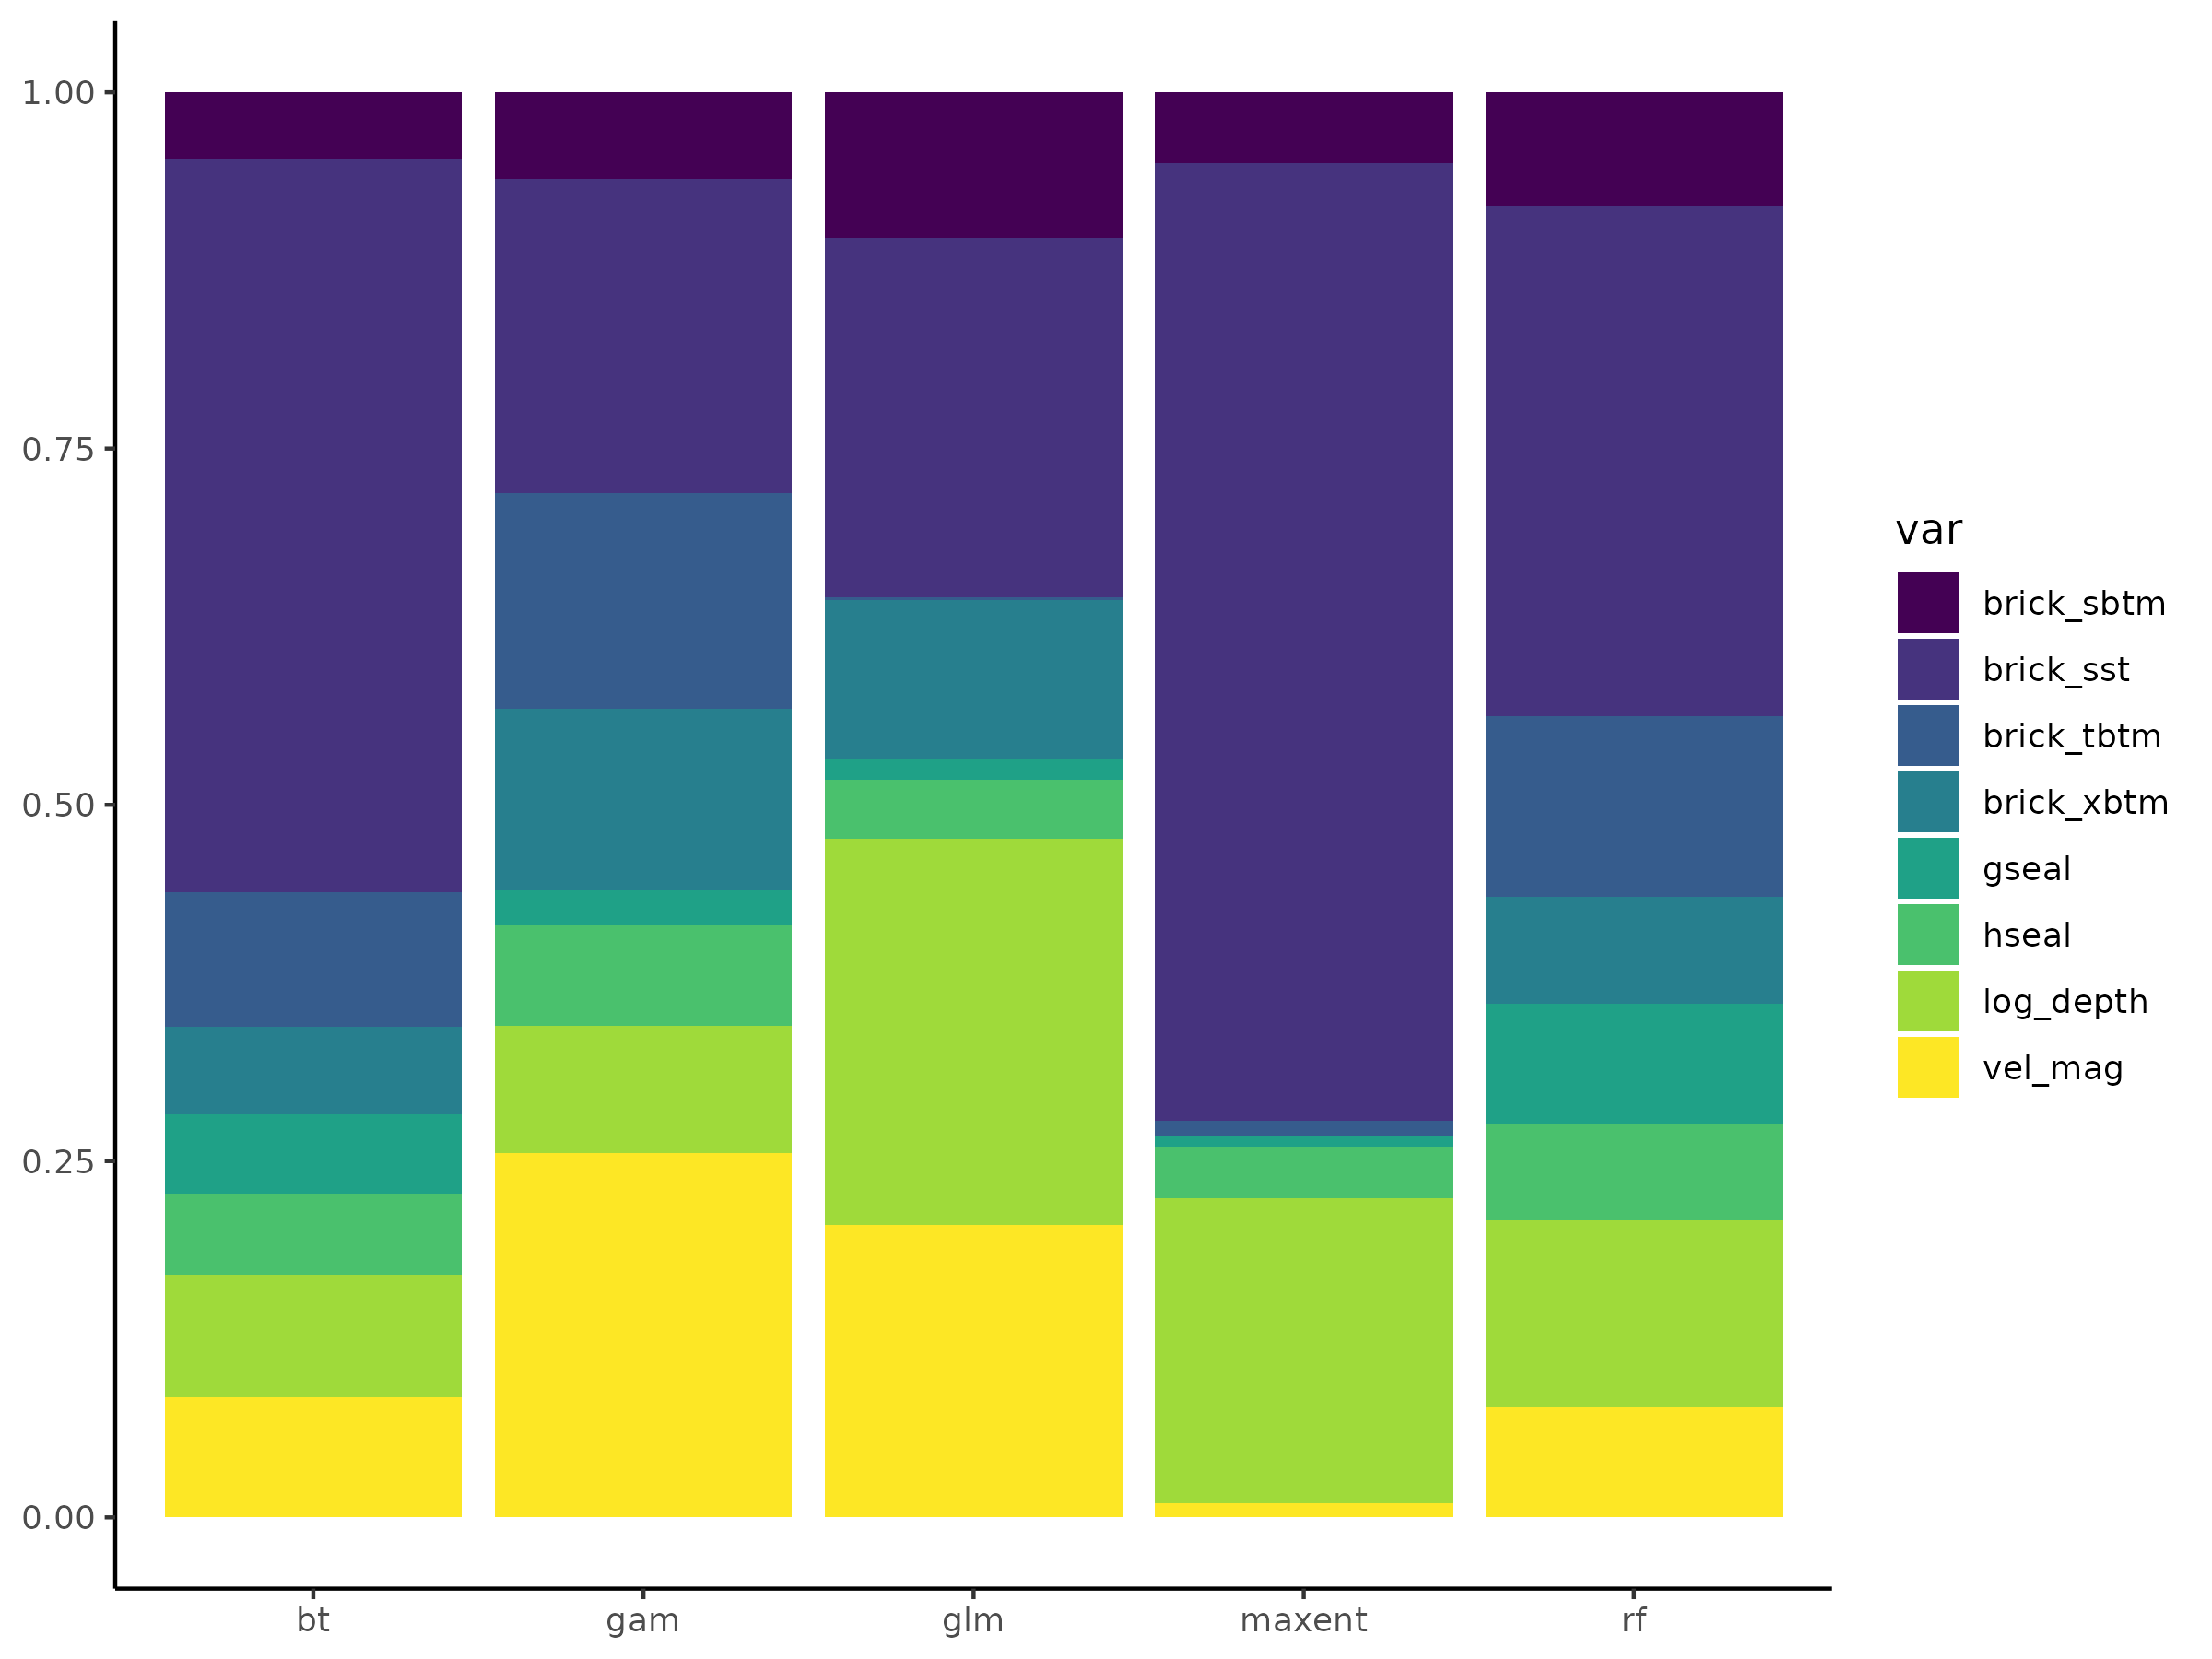 1.00
0.75
0.50
0.25
0.00
bt gam glm maxent rf
var
brick_sbtm
brick_sst
brick_tbtm
brick_xbtm
gseal
hseal
log_depth
vel_mag